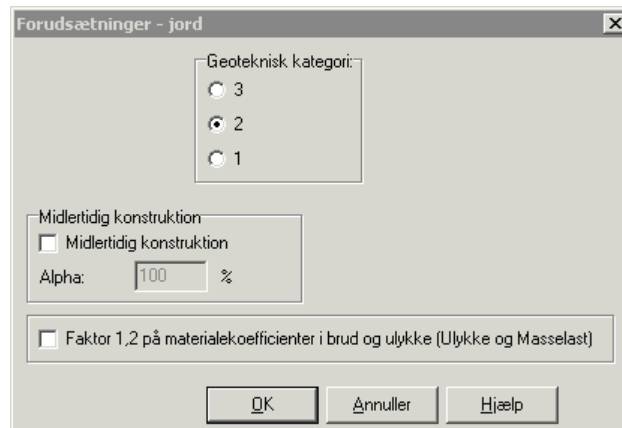 Forudsætninger - jord
Geoteknisk kategori:
3
2
1
Midlertidig konstruktion
Midlertidig konstruktion
Alpha: 100 %
Faktor 1,2 på materialekoefficienter i brud og ulykke (Ulykke og Masselast)
OK Annuller Hjælp